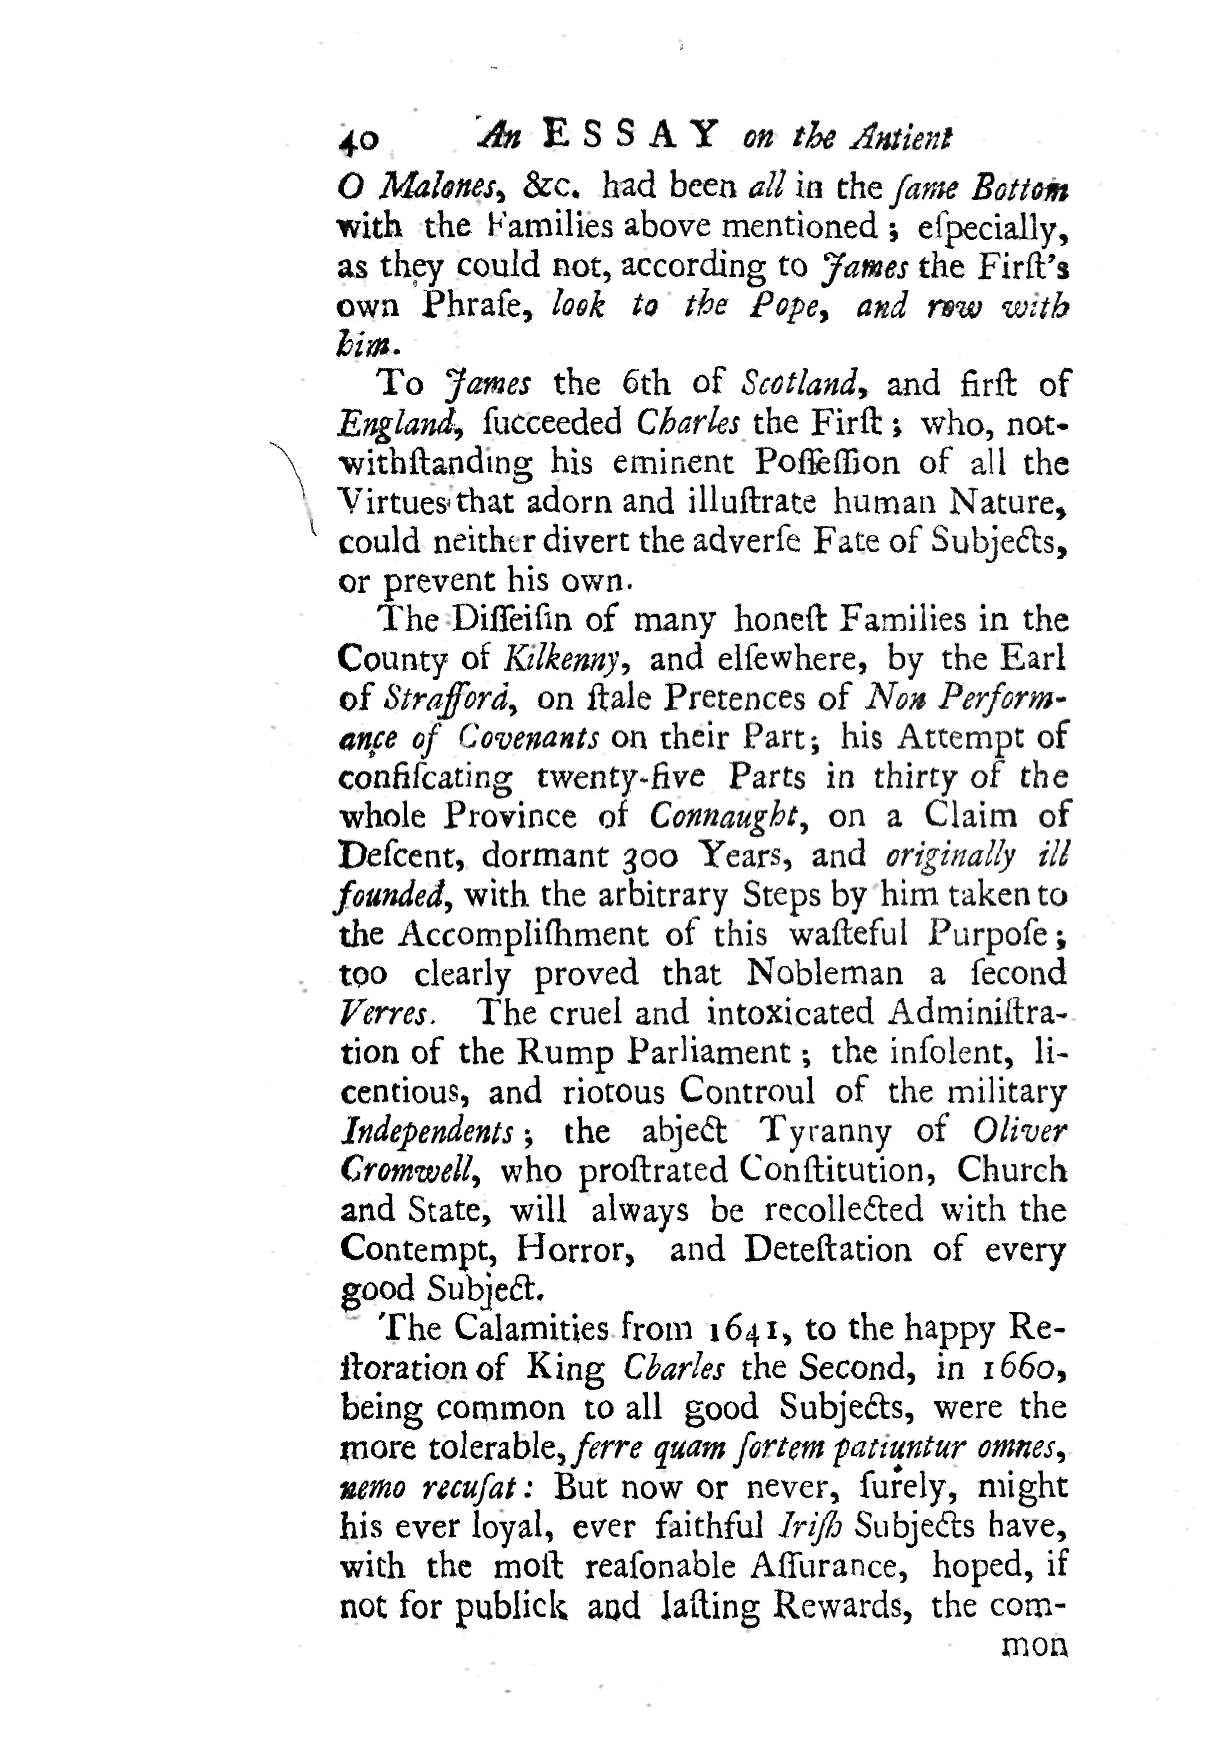 40 An ESSAY on the Antient
O Malones, &c. had been all in the ſame Bottom
with the Families above mentioned; eſpecially,
as they could not, according to James the Firſt's
own Phraſe, look to the Pope, and row with
him.
To James the 6th of Scotland, and firſt of
England, ſucceeded Charles the Firſt; who, not-
withſtanding his eminent Poſſeſſion of all the
Virtues that adorn and illuſtrate human Nature,
could neither divert the adverſe Fate of Subjects,
or prevent his own.
The Diſſeiſin of many honeſt Families in the
County of Kilkenny, and elſewhere, by the Earl
of Strafford, on ſtale Pretences of Non Perform-
ance of Covenants on their Part; his Attempt of
confiſcating twenty-five Parts in thirty of the
whole Province of Connaught, on a Claim of
Deſcent, dormant 300 Years, and originally ill
founded, with the arbitrary Steps by him taken to
the Accompliſhment of this waſteful Purpoſe;
too clearly proved that Nobleman a ſecond
Verres. The cruel and intoxicated Adminiſtra-
tion of the Rump Parliament; the inſolent, li-
centious, and riotous Controul of the military
Independents; the abject Tyranny of Oliver
Cromwell, who proſtrated Conſtitution, Church
and State, will always be recollected with the
Contempt, Horror, and Deteſtation of every
good Subject.
The Calamities from 1641, to the happy Re-
ſtoration of King Charles the Second, in 1660,
being common to all good Subjects, were the
more tolerable, ferre quam ſortem patiuntur omnes,
nemo recuſat: But now or never, ſurely, might
his ever loyal, ever faithful Iriſh Subjects have,
with the moſt reaſonable Aſſurance, hoped, if
not for publick and laſting Rewards, the com-
mon